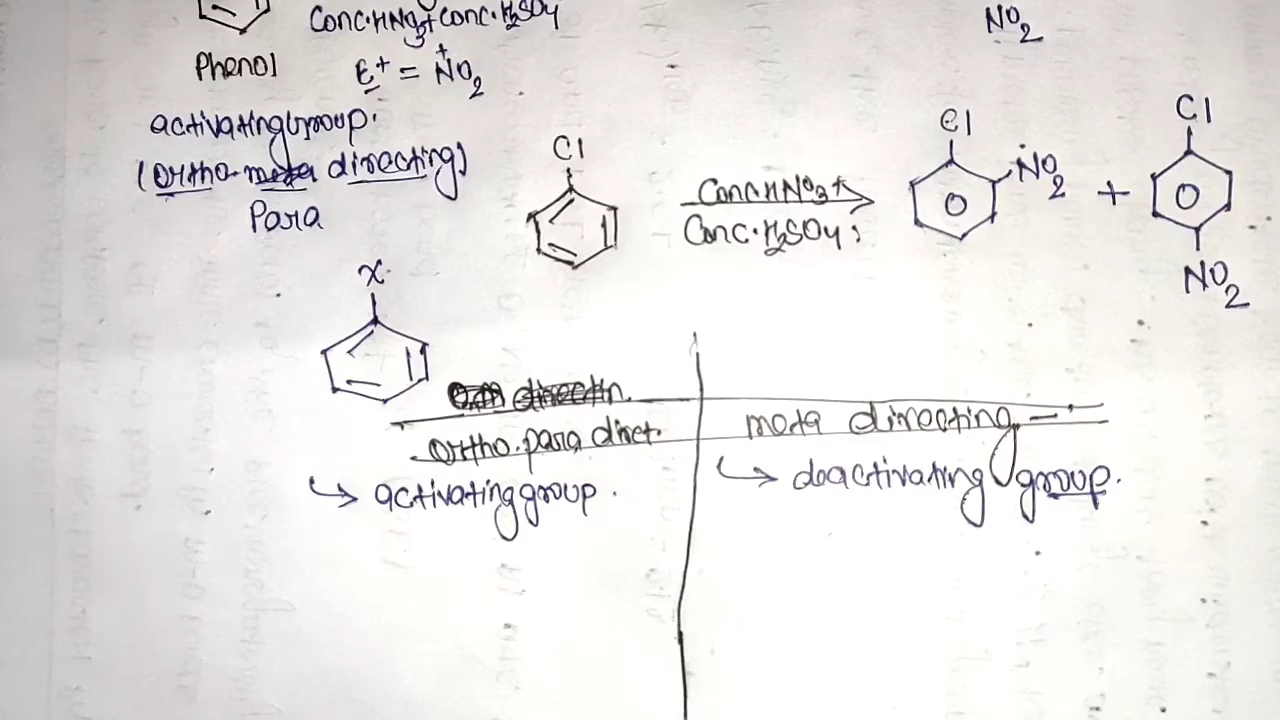 Conc.HNO3+Conc.H2SO4
NO2
Phenol
E+ = N+O2
activating group.
(Ortho-meta directing)
Para
Cl
Conc HNO3+
Conc.H2SO4;
Cl
NO2
+
Cl
NO2
X
ortho.para direct.
meta directing -
↳ activating group.
↳ deactivating group.